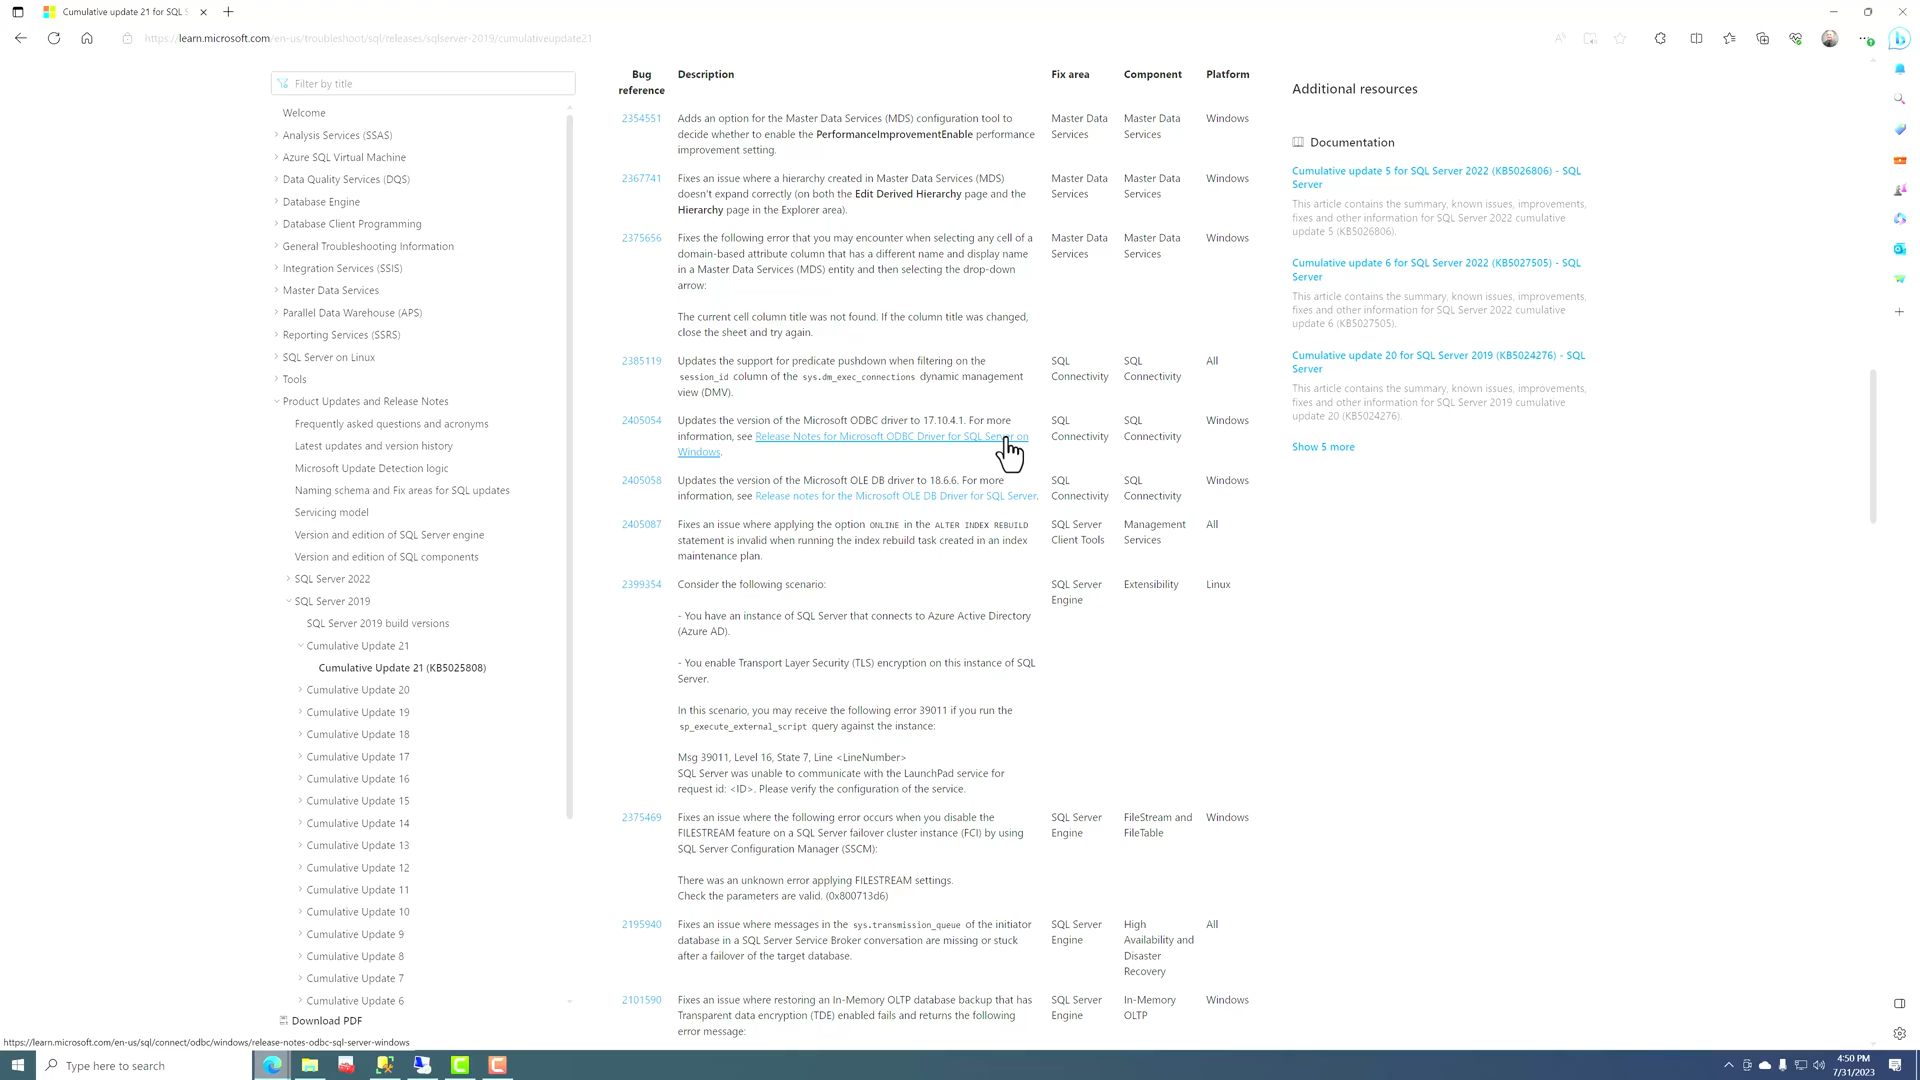 Cumulative update 21 for SQL S
https://learn.microsoft.com/en-us/troubleshoot/sql/releases/sqlserver-2019/cumulativeupdate21
Filter by title
Welcome
Analysis Services (SSAS)
Azure SQL Virtual Machine
Data Quality Services (DQS)
Database Engine
Database Client Programming
General Troubleshooting Information
Integration Services (SSIS)
Master Data Services
Parallel Data Warehouse (APS)
Reporting Services (SSRS)
SQL Server on Linux
Tools
Product Updates and Release Notes
Frequently asked questions and acronyms
Latest updates and version history
Microsoft Update Detection logic
Naming schema and Fix areas for SQL updates
Servicing model
Version and edition of SQL Server engine
Version and edition of SQL components
SQL Server 2022
SQL Server 2019
SQL Server 2019 build versions
Cumulative Update 21
Cumulative Update 21 (KB5025808)
Cumulative Update 20
Cumulative Update 19
Cumulative Update 18
Cumulative Update 17
Cumulative Update 16
Cumulative Update 15
Cumulative Update 14
Cumulative Update 13
Cumulative Update 12
Cumulative Update 11
Cumulative Update 10
Cumulative Update 9
Cumulative Update 8
Cumulative Update 7
Cumulative Update 6
Download PDF
Bug reference Description Fix area Component Platform
2354551 Adds an option for the Master Data Services (MDS) configuration tool to Master Data Master Data Windows
decide whether to enable the PerformanceImprovementEnable performance Services Services
improvement setting.
2367741 Fixes an issue where a hierarchy created in Master Data Services (MDS) Master Data Master Data Windows
doesn't expand correctly (on both the Edit Derived Hierarchy page and the Services Services
Hierarchy page in the Explorer area).
2375656 Fixes the following error that you may encounter when selecting any cell of a Master Data Master Data Windows
domain-based attribute column that has a different name and display name Services Services
in a Master Data Services (MDS) entity and then selecting the drop-down
arrow:
The current cell column title was not found. If the column title was changed,
close the sheet and try again.
2385119 Updates the support for predicate pushdown when filtering on the SQL SQL All
session_id column of the sys.dm_exec_connections dynamic management Connectivity Connectivity
view (DMV).
2405054 Updates the version of the Microsoft ODBC driver to 17.10.4.1. For more SQL SQL Windows
information, see Release Notes for Microsoft ODBC Driver for SQL Server on Connectivity Connectivity
Windows.
2405058 Updates the version of the Microsoft OLE DB driver to 18.6.6. For more SQL SQL Windows
information, see Release notes for the Microsoft OLE DB Driver for SQL Server. Connectivity Connectivity
2405087 Fixes an issue where applying the option ONLINE in the ALTER INDEX REBUILD SQL Server Management All
statement is invalid when running the index rebuild task created in an index Client Tools Services
maintenance plan.
2399354 Consider the following scenario: SQL Server Extensibility Linux
Engine
- You have an instance of SQL Server that connects to Azure Active Directory
(Azure AD).
- You enable Transport Layer Security (TLS) encryption on this instance of SQL
Server.
In this scenario, you may receive the following error 39011 if you run the
sp_execute_external_script query against the instance:
Msg 39011, Level 16, State 7, Line <LineNumber>
SQL Server was unable to communicate with the LaunchPad service for
request id: <ID>. Please verify the configuration of the service.
2375469 Fixes an issue where the following error occurs when you disable the SQL Server FileStream and Windows
FILESTREAM feature on a SQL Server failover cluster instance (FCI) by using Engine FileTable
SQL Server Configuration Manager (SSCM):
There was an unknown error applying FILESTREAM settings.
Check the parameters are valid. (0x800713d6)
2195940 Fixes an issue where messages in the sys.transmission_queue of the initiator SQL Server High All
database in a SQL Server Service Broker conversation are missing or stuck Engine Availability and
after a failover of the target database. Disaster
Recovery
2101590 Fixes an issue where restoring an In-Memory OLTP database backup that has SQL Server In-Memory Windows
Transparent data encryption (TDE) enabled fails and returns the following Engine OLTP
error message:
Additional resources
Documentation
Cumulative update 5 for SQL Server 2022 (KB5026806) - SQL
Server
This article contains the summary, known issues, improvements,
fixes and other information for SQL Server 2022 cumulative
update 5 (KB5026806).
Cumulative update 6 for SQL Server 2022 (KB5027505) - SQL
Server
This article contains the summary, known issues, improvements,
fixes and other information for SQL Server 2022 cumulative
update 6 (KB5027505).
Cumulative update 20 for SQL Server 2019 (KB5024276) - SQL
Server
This article contains the summary, known issues, improvements,
fixes and other information for SQL Server 2019 cumulative
update 20 (KB5024276).
Show 5 more
https://learn.microsoft.com/en-us/sql/connect/odbc/windows/release-notes-odbc-sql-server-windows
Type here to search
4:50 PM
7/31/2023